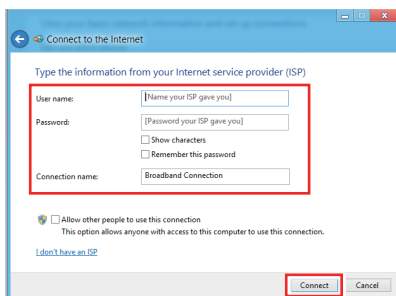 View your basic network information and set up connections
Connect to the Internet
Type the information from your Internet service provider (ISP)
User name:
[Name your ISP gave you]
Password:
[Password your ISP gave you]
Show characters
Remember this password
Connection name:
Broadband Connection
Allow other people to use this connection
This option allows anyone with access to this computer to use this connection.
I don't have an ISP
Connect
Cancel